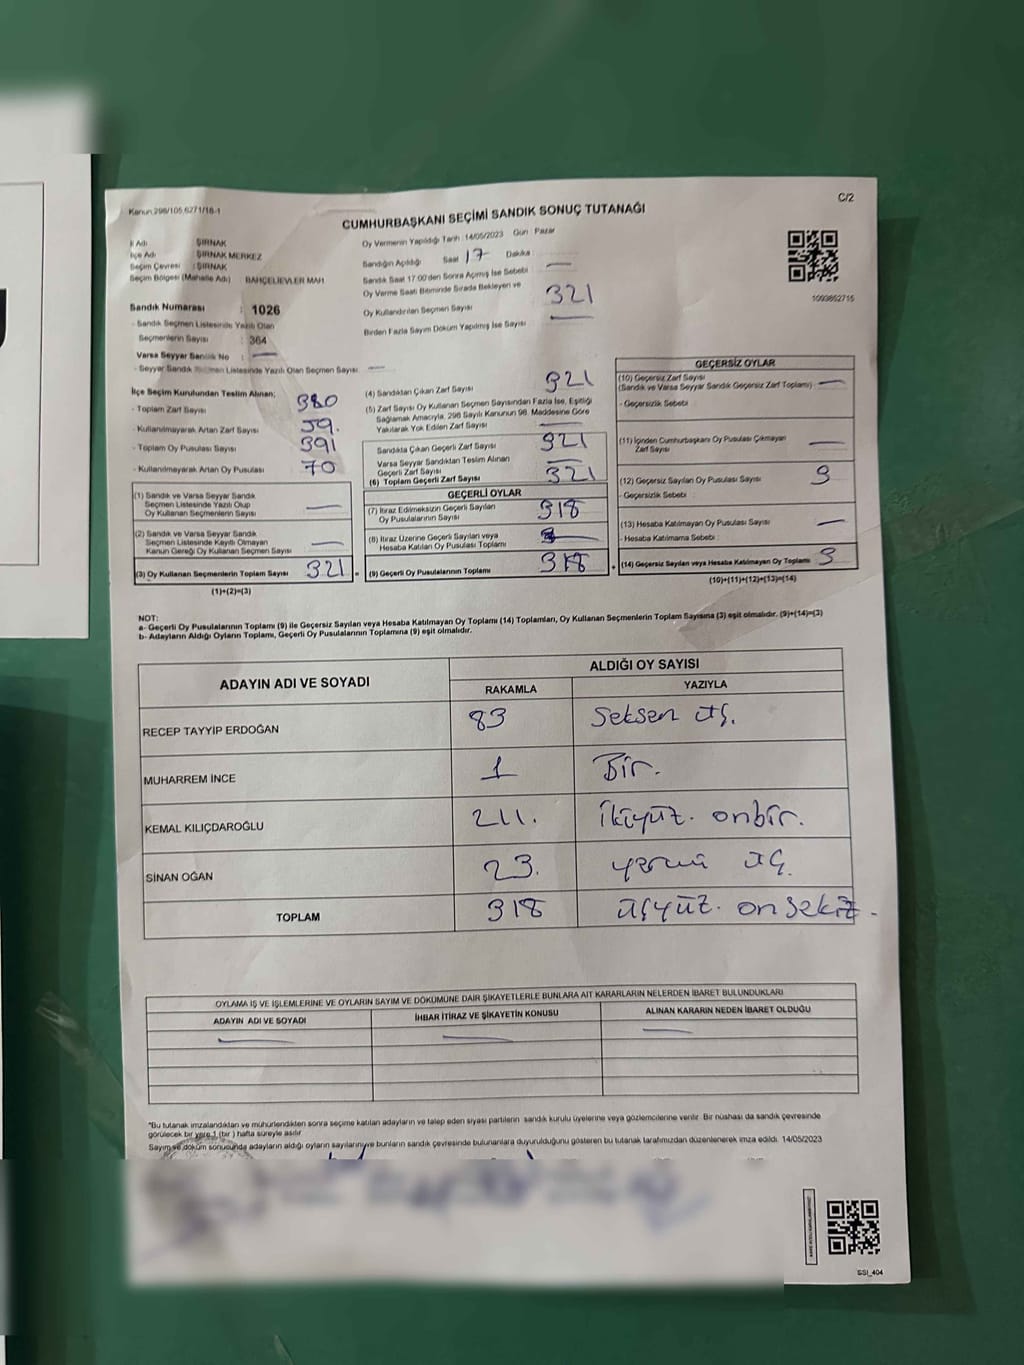 Kanun 298/105,6271/18-1
C/2
CUMHURBAŞKANI SEÇİMİ SANDIK SONUÇ TUTANAĞI
İl Adı ŞIRNAK
İlçe Adı ŞIRNAK MERKEZ
Seçim Çevresi : ŞIRNAK
Seçim Bölgesi (Mahalle Adı) BAHÇELİEVLER MAH
Sandık Numarası : 1026
- Sandık Seçmen Listesinde Yazılı Olan
Seçmenlerin Sayısı : 364
Varsa Seyyar Sandık No : —
- Seyyar Sandık Seçmen Listesinde Yazılı Olan Seçmen Sayısı: —
Oy Vermenin Yapıldığı Tarih :14/05/2023 Gün Pazar
Sandığın Açıldığı Saat 17 Dakika : —
Sandık Saat 17:00'den Sonra Açımış İse Sebebi :
Oy Verme Saati Bitiminde Sırada Bekleyen ve
Oy Kullandırılan Seçmen Sayısı 321
Birden Fazla Sayım Döküm Yapılmış İse Sayısı —
1093852715
İlçe Seçim Kurulundan Teslim Alınan;
- Toplam Zarf Sayısı 380
- Kullanılmayarak Artan Zarf Sayısı 59.
- Toplam Oy Pusulası Sayısı 391
- Kullanılmayarak Artan Oy Pusulası 70
(1) Sandık ve Varsa Seyyar Sandık
Seçmen Listesinde Yazılı Olup
Oy Kullanan Seçmenlerin Sayısı —
(2) Sandık ve Varsa Seyyar Sandık
Seçmen Listesinde Kayıtlı Olmayan
Kanun Gereği Oy Kullanan Seçmen Sayısı —
(3) Oy Kullanan Seçmenlerin Toplam Sayısı 321 =
(1)+(2)=(3)
(4) Sandıktan Çıkan Zarf Sayısı 321
(5) Zarf Sayısı Oy Kullanan Seçmen Sayısından Fazla İse, Eşitliği
Sağlamak Amacıyla, 298 Sayılı Kanunun 98. Maddesine Göre
Yakılarak Yok Edilen Zarf Sayısı —
Sandıkta Çıkan Geçerli Zarf Sayısı 321
Varsa Seyyar Sandıktan Teslim Alınan
Geçerli Zarf Sayısı —
(6) Toplam Geçerli Zarf Sayısı 321
GEÇERLİ OYLAR
(7) İtiraz Edilmeksizin Geçerli Sayılan
Oy Pusulalarının Sayısı 318
(8) İtiraz Üzerine Geçerli Sayılan veya
Hesaba Katılan Oy Pusulası Toplamı —
(9) Geçerli Oy Pusulalarının Toplamı 318 +
GEÇERSİZ OYLAR
(10) Geçersiz Zarf Sayısı
(Sandık ve Varsa Seyyar Sandık Geçersiz Zarf Toplamı) —
- Geçersizlik Sebebi :
(11) İçinden Cumhurbaşkanı Oy Pusulası Çıkmayan
Zarf Sayısı —
(12) Geçersiz Sayılan Oy Pusulası Sayısı 3
- Geçersizlik Sebebi :
(13) Hesaba Katılmayan Oy Pusulası Sayısı —
- Hesaba Katılmama Sebebi :
(14) Geçersiz Sayılan veya Hesaba Katılmayan Oy Toplamı 3
(10)+(11)+(12)+(13)=(14)
NOT:
a- Geçerli Oy Pusulalarının Toplamı (9) ile Geçersiz Sayılan veya Hesaba Katılmayan Oy Toplamı (14) Toplamları, Oy Kullanan Seçmenlerin Toplam Sayısına (3) eşit olmalıdır. (9)+(14)=(3)
b- Adayların Aldığı Oyların Toplamı, Geçerli Oy Pusulalarının Toplamına (9) eşit olmalıdır.
ADAYIN ADI VE SOYADI ALDIĞI OY SAYISI
RAKAMLA YAZIYLA
RECEP TAYYİP ERDOĞAN 83 Seksen üç.
MUHARREM İNCE 1 Bir.
KEMAL KILIÇDAROĞLU 211. ikiyüz. onbir.
SİNAN OĞAN 23. yirmi üç.
TOPLAM 318 üçyüz. onsekiz.
OYLAMA İŞ VE İŞLEMLERİNE VE OYLARIN SAYIM VE DÖKÜMÜNE DAİR ŞİKAYETLERLE BUNLARA AİT KARARLARIN NELERDEN İBARET BULUNDUKLARI
ADAYIN ADI VE SOYADI İHBAR İTİRAZ VE ŞİKAYETİN KONUSU ALINAN KARARIN NEDEN İBARET OLDUĞU
— — —
*Bu tutanak imzalandıktan ve mühürlendikten sonra seçime katılan adayların ve talep eden siyasi partilerin sandık kurulu üyelerine veya gözlemcilerine verilir. Bir nüshası da sandık çevresinde
görülecek bir yere 1 (bir) hafta süreyle asılır
Sayım ve döküm sonucunda adayların aldığı oyların sayılarını ve bunların sandık çevresinde bulunanlara duyurulduğunu gösteren bu tutanak tarafımızdan düzenlenerek imza edildi. 14/05/2023
SSI_404